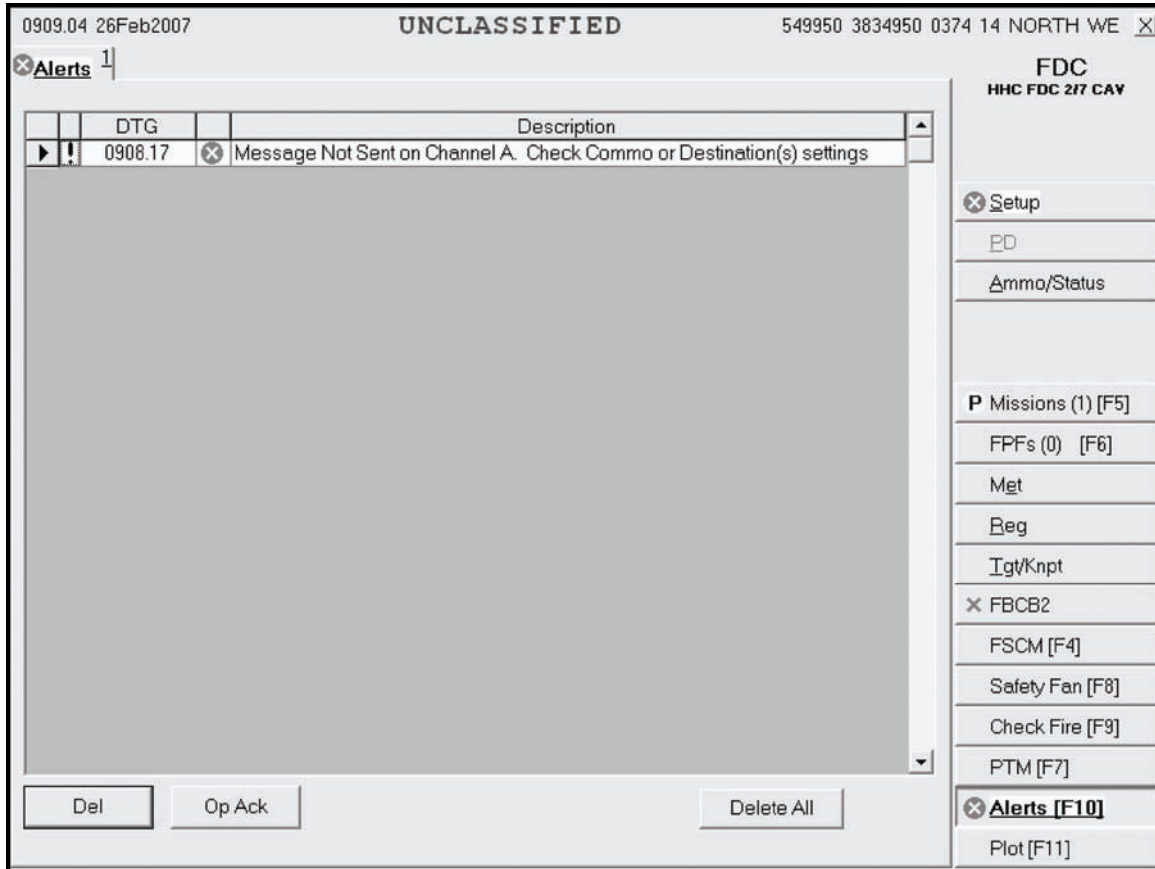 0909.04 26Feb2007 UNCLASSIFIED 549950 3834950 0374 14 NORTH WE X
Alerts 1
FDC
HHC FDC 2/7 CAV
DTG Description
! 0908.17 Message Not Sent on Channel A. Check Commo or Destination(s) settings
Setup
PD
Ammo/Status
P Missions (1) [F5]
FPFs (0) [F6]
Met
Reg
Tgt/Knpt
FBCB2
FSCM [F4]
Safety Fan [F8]
Check Fire [F9]
PTM [F7]
Alerts [F10]
Plot [F11]
Del Op Ack Delete All